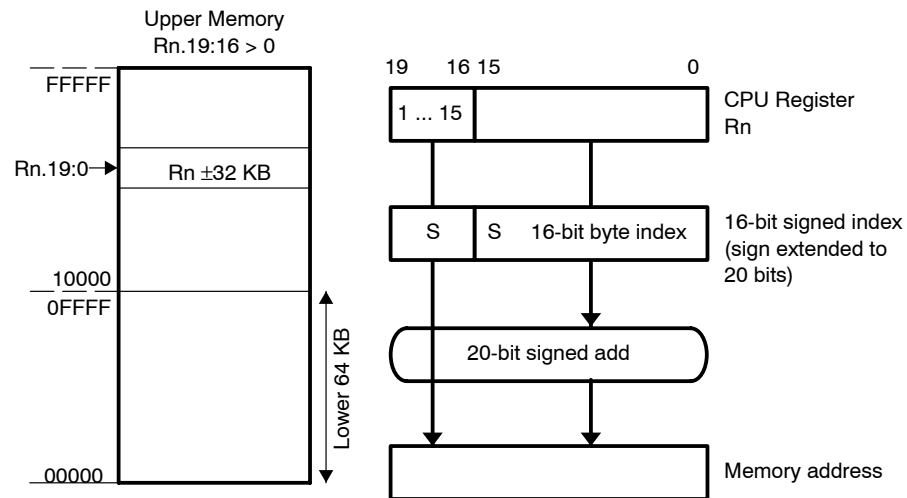 Upper Memory
Rn.19:16 > 0
FFFFF
Rn.19:0
Rn ±32 KB
10000
0FFFF
Lower 64 KB
00000
19 16 15 0
1 ... 15
CPU Register
Rn
S S 16-bit byte index
16-bit signed index
(sign extended to
20 bits)
20-bit signed add
Memory address